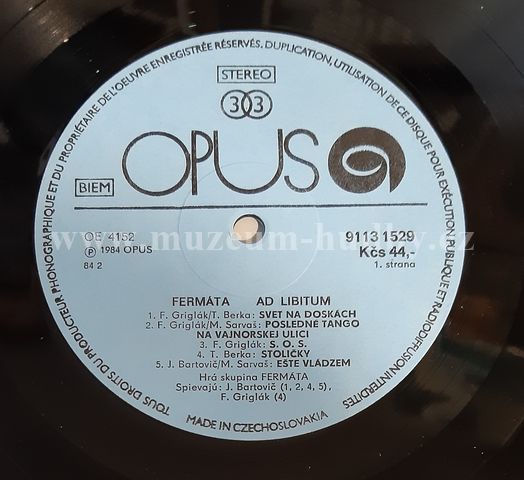 TOUS DROITS DU PRODUCTEUR PHONOGRAPHIQUE ET DU PROPRIÉTAIRE DE L'OEUVRE ENREGISTRÉE RÉSERVÉS. DUPLICATION, UTILISATION DE CE DISQUE POUR EXÉCUTION PUBLIQUE ET RADIODIFFUSION INTERDITES
STEREO
33
OPUS
BIEM
www.muzeum-hudby.cz
OE 4152
Ⓟ 1984 OPUS
84 2
9113 1529
Kčs 44,-
1. strana
FERMÁTA AD LIBITUM
1. F. Griglák/T. Berka: SVET NA DOSKÁCH
2. F. Griglák/M. Sarvaš: POSLEDNÉ TANGO
NA VAJNORSKEJ ULICI
3. F. Griglák: S. O. S.
4. T. Berka: STOLIČKY
5. J. Bartovič/M. Sarvaš: EŠTE VLÁDZEM
Hrá skupina FERMÁTA
Spievajú: J. Bartovič (1, 2, 4, 5),
F. Griglák (4)
MADE IN CZECHOSLOVAKIA